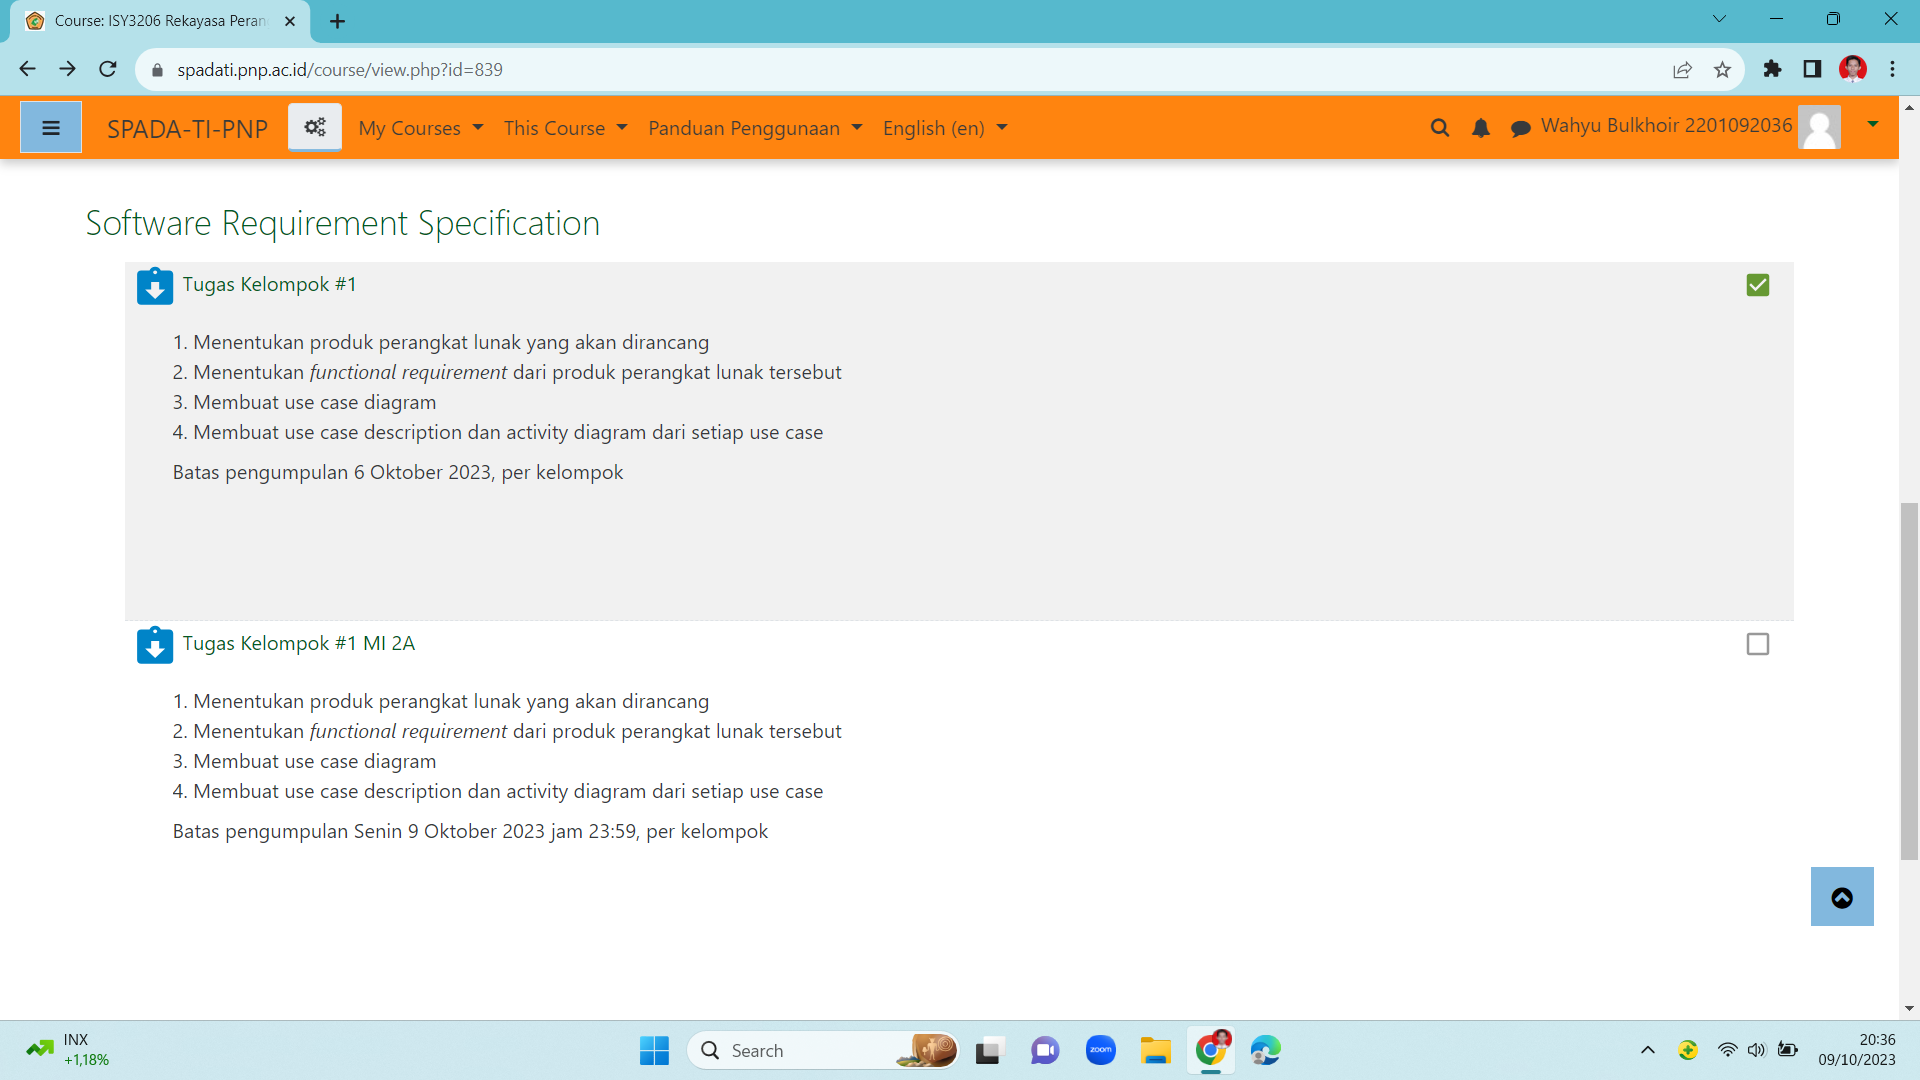 Course: ISY3206 Rekayasa Peran
spadati.pnp.ac.id/course/view.php?id=839
SPADA-TI-PNP My Courses This Course Panduan Penggunaan English (en) Wahyu Bulkhoir 2201092036
Software Requirement Specification
Tugas Kelompok #1
1. Menentukan produk perangkat lunak yang akan dirancang
2. Menentukan functional requirement dari produk perangkat lunak tersebut
3. Membuat use case diagram
4. Membuat use case description dan activity diagram dari setiap use case
Batas pengumpulan 6 Oktober 2023, per kelompok
Tugas Kelompok #1 MI 2A
1. Menentukan produk perangkat lunak yang akan dirancang
2. Menentukan functional requirement dari produk perangkat lunak tersebut
3. Membuat use case diagram
4. Membuat use case description dan activity diagram dari setiap use case
Batas pengumpulan Senin 9 Oktober 2023 jam 23:59, per kelompok
INX
+1,18%
Search
zoom
20:36
09/10/2023